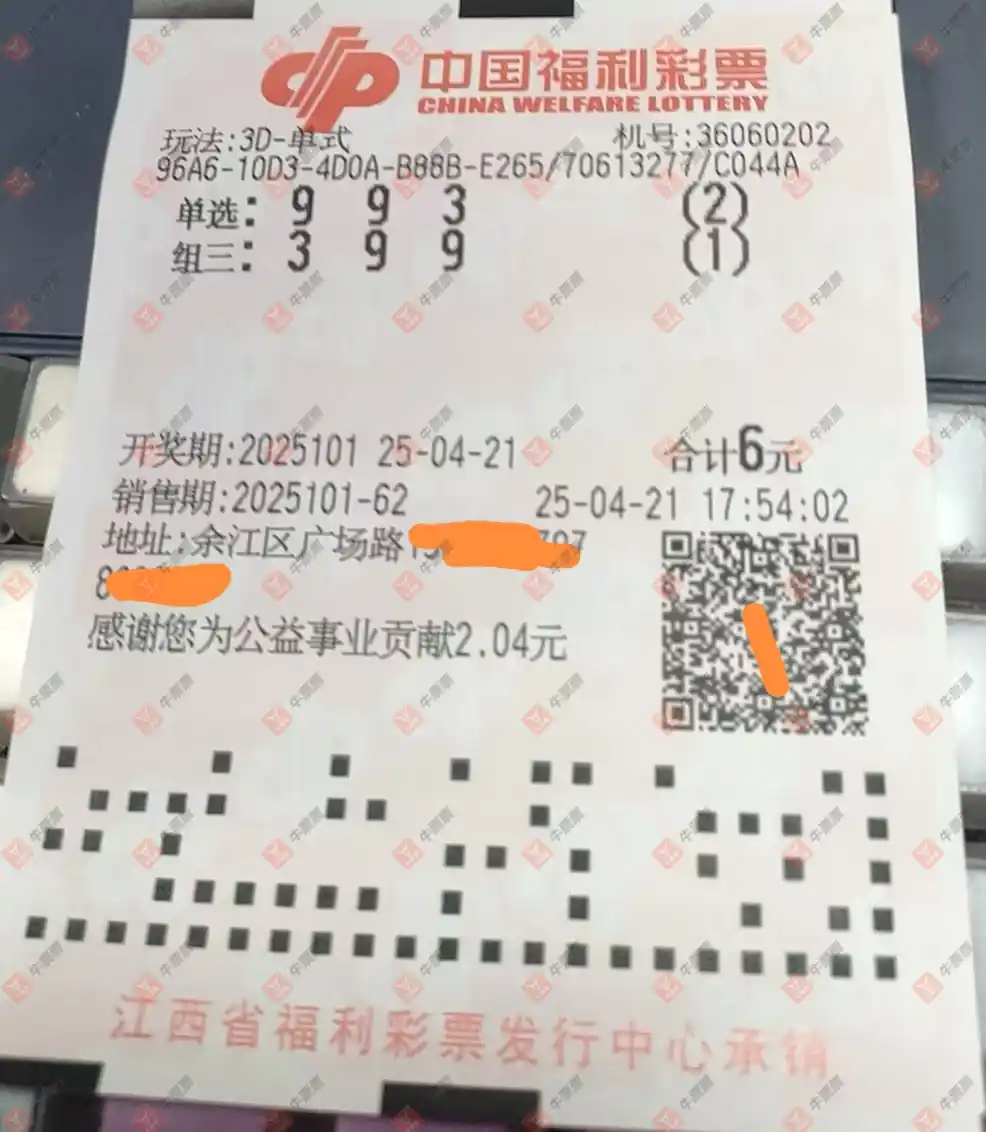 中国福利彩票
CHINA WELFARE LOTTERY
玩法:3D-单式 机号:36060202
96A6-10D3-4D0A-B88B-E265/70613277/C044A
单选: 9 9 3 (2)
组三: 3 9 9 (1)
开奖期:2025101 25-04-21 合计6元
销售期:2025101-62 25-04-21 17:54:02
地址:余江区广场路
感谢您为公益事业贡献2.04元
江西省福利彩票发行中心承销
牛票票